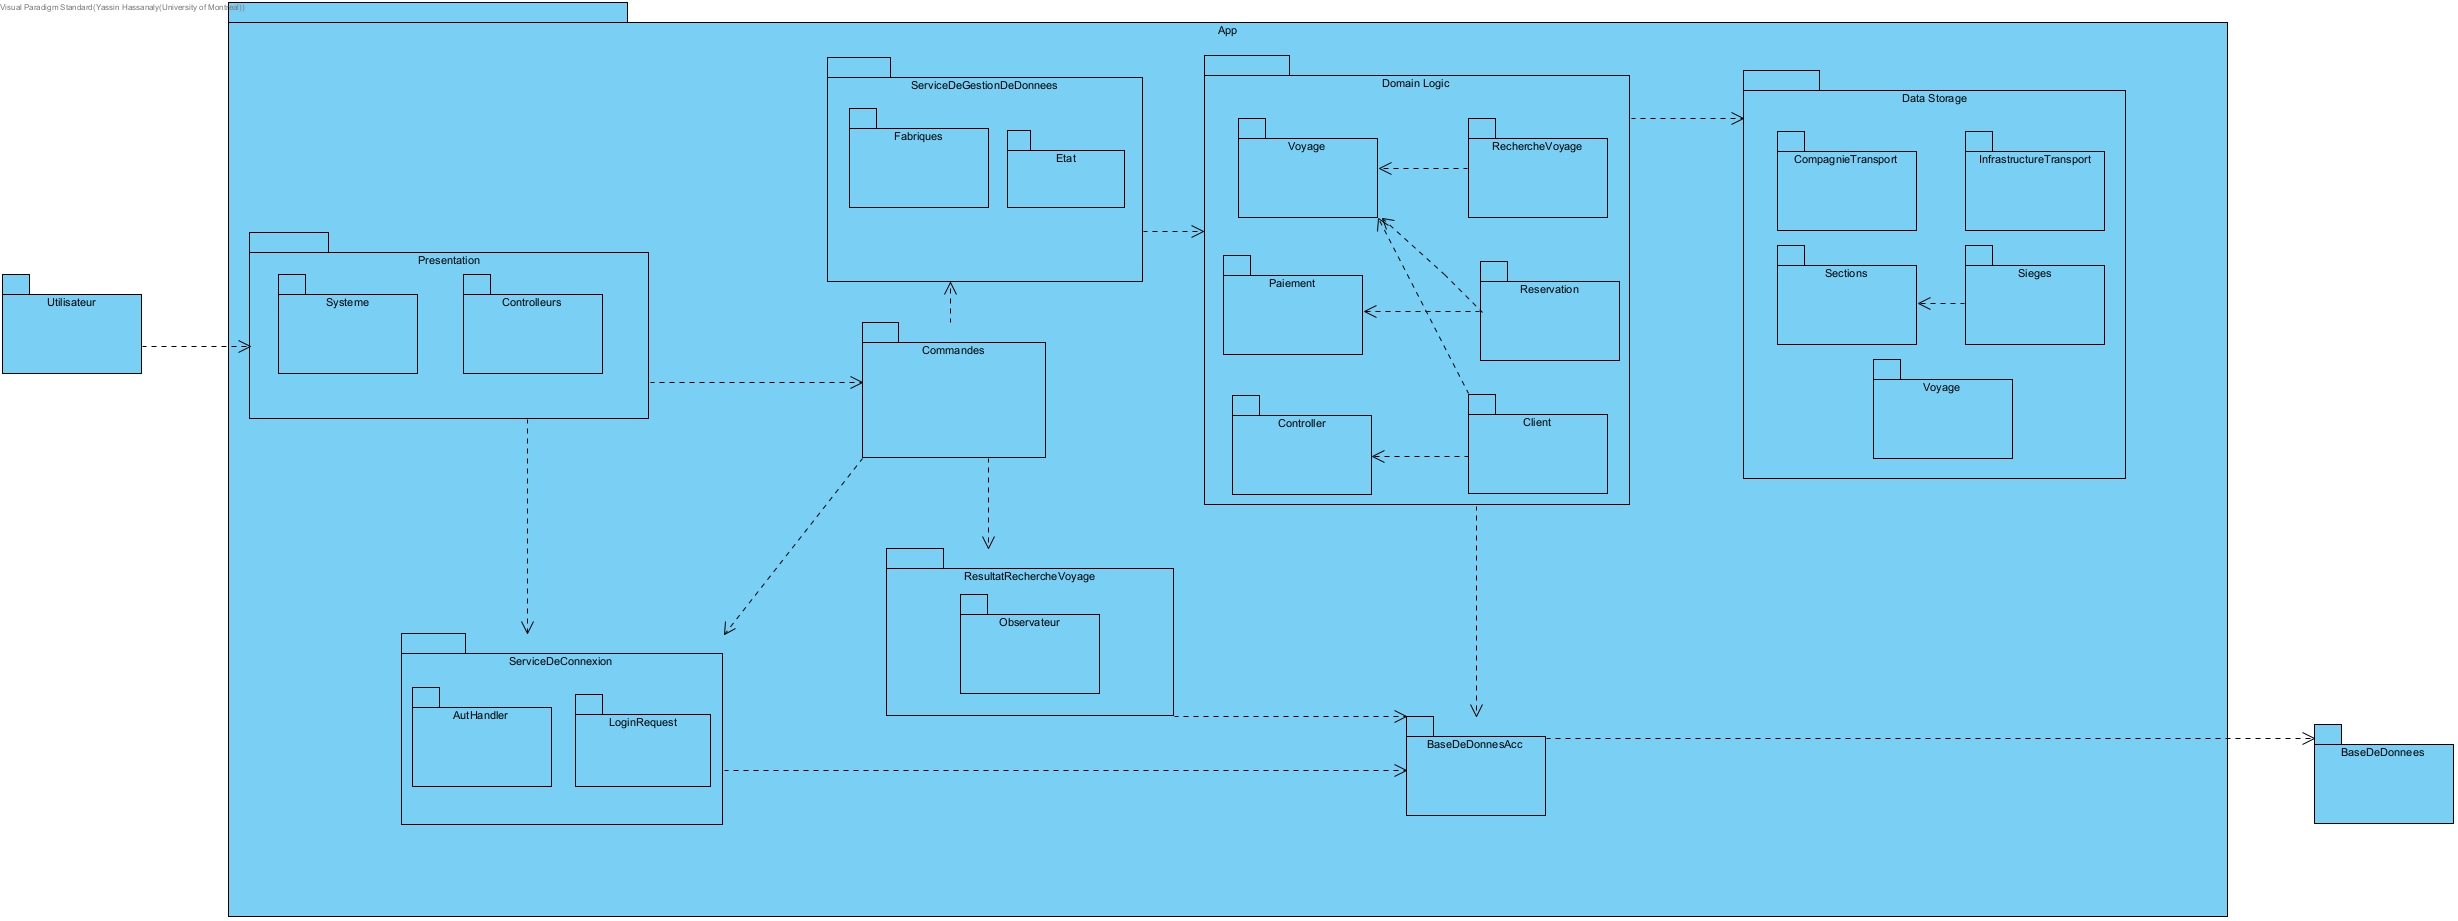 Visual Paradigm Standard(Yassin Hassanaly(University of Montreal))
App
ServiceDeGestionDeDonnees
Fabriques
Etat
Domain Logic
Voyage
RechercheVoyage
Paiement
Reservation
Controller
Client
Data Storage
CompagnieTransport
InfrastructureTransport
Sections
Sieges
Voyage
Presentation
Systeme
Controlleurs
Utilisateur
Commandes
ResultatRechercheVoyage
Observateur
ServiceDeConnexion
AutHandler
LoginRequest
BaseDeDonnesAcc
BaseDeDonnees